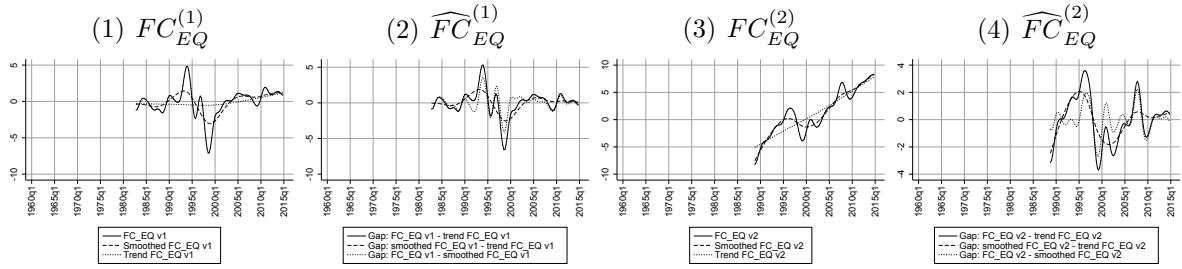 (1) FC_{EQ}^{(1)}
5
0
-5
-10
1960q1
1965q1
1970q1
1975q1
1980q1
1985q1
1990q1
1995q1
2000q1
2005q1
2010q1
2015q1
FC_EQ v1
Smoothed FC_EQ v1
Trend FC_EQ v1
(2) \widehat{FC}_{EQ}^{(1)}
5
0
-5
-10
1960q1
1965q1
1970q1
1975q1
1980q1
1985q1
1990q1
1995q1
2000q1
2005q1
2010q1
2015q1
Gap: FC_EQ v1 - trend FC_EQ v1
Gap: smoothed FC_EQ v1 - trend FC_EQ v1
Gap: FC_EQ v1 - smoothed FC_EQ v1
(3) FC_{EQ}^{(2)}
10
5
0
-5
-10
1960q1
1965q1
1970q1
1975q1
1980q1
1985q1
1990q1
1995q1
2000q1
2005q1
2010q1
2015q1
FC_EQ v2
Smoothed FC_EQ v2
Trend FC_EQ v2
(4) \widehat{FC}_{EQ}^{(2)}
4
2
0
-2
-4
1960q1
1965q1
1970q1
1975q1
1980q1
1985q1
1990q1
1995q1
2000q1
2005q1
2010q1
2015q1
Gap: FC_EQ v2 - trend FC_EQ v2
Gap: smoothed FC_EQ v2 - trend FC_EQ v2
Gap: FC_EQ v2 - smoothed FC_EQ v2